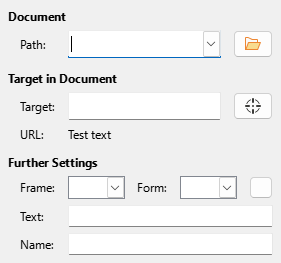 Document
Path:
Target in Document
Target:
URL: Test text
Further Settings
Frame: Form:
Text:
Name: